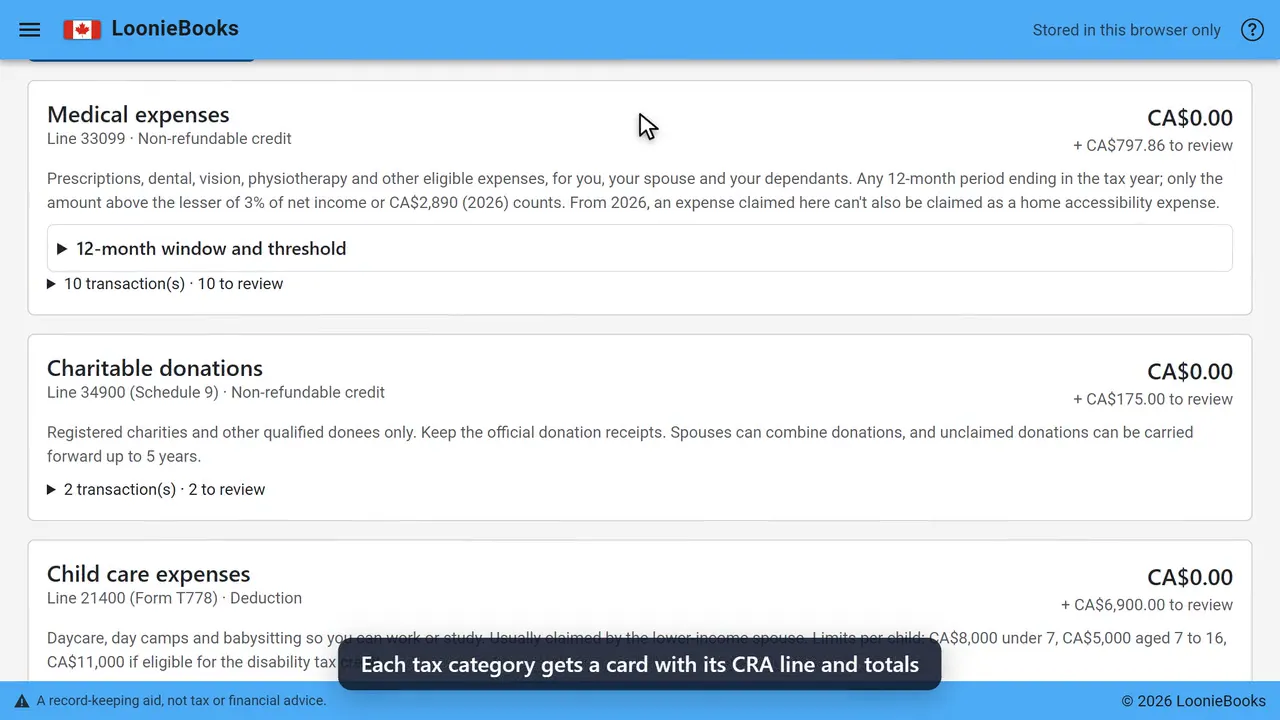 LoonieBooks
Stored in this browser only
?
Medical expenses
CA$0.00
Line 33099 · Non-refundable credit
+ CA$797.86 to review
Prescriptions, dental, vision, physiotherapy and other eligible expenses, for you, your spouse and your dependants. Any 12-month period ending in the tax year; only the
amount above the lesser of 3% of net income or CA$2,890 (2026) counts. From 2026, an expense claimed here can't also be claimed as a home accessibility expense.
12-month window and threshold
10 transaction(s) · 10 to review
Charitable donations
CA$0.00
Line 34900 (Schedule 9) · Non-refundable credit
+ CA$175.00 to review
Registered charities and other qualified donees only. Keep the official donation receipts. Spouses can combine donations, and unclaimed donations can be carried
forward up to 5 years.
2 transaction(s) · 2 to review
Child care expenses
CA$0.00
Line 21400 (Form T778) · Deduction
+ CA$6,900.00 to review
Daycare, day camps and babysitting so you can work or study. Usually claimed by the lower income spouse. Limits per child: CA$8,000 under 7, CA$5,000 aged 7 to 16,
CA$11,000 if eligible for the disability tax
Each tax category gets a card with its CRA line and totals
A record-keeping aid, not tax or financial advice.
© 2026 LoonieBooks